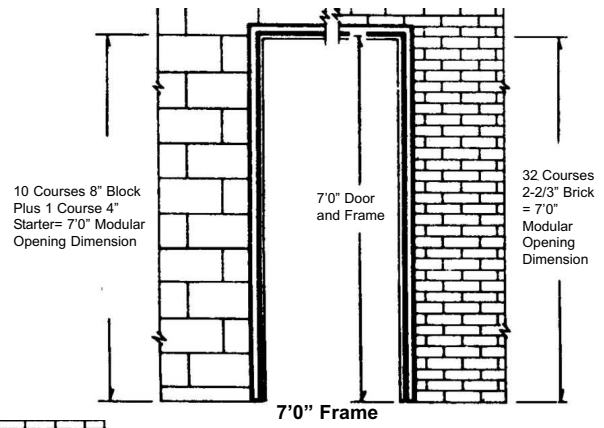 10 Courses 8” Block
Plus 1 Course 4”
Starter= 7’0” Modular
Opening Dimension
7’0” Door
and Frame
32 Courses
2-2/3” Brick
= 7’0”
Modular
Opening
Dimension
7’0” Frame